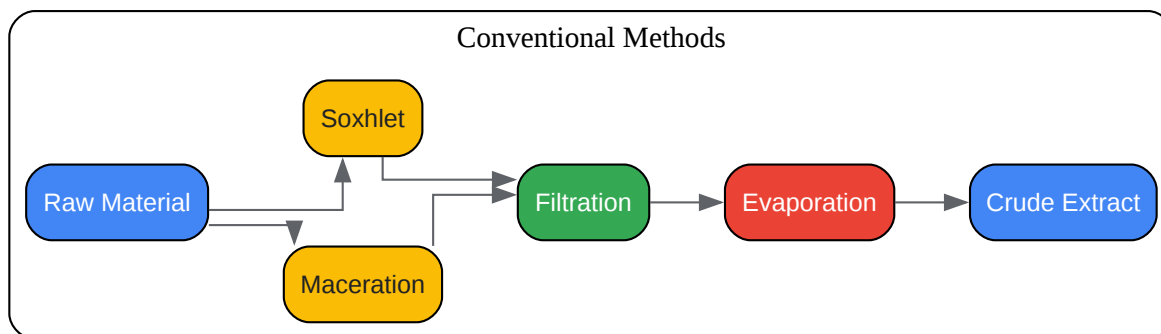 Conventional Methods
Soxhlet
Raw Material
Filtration
Evaporation
Crude Extract
Maceration